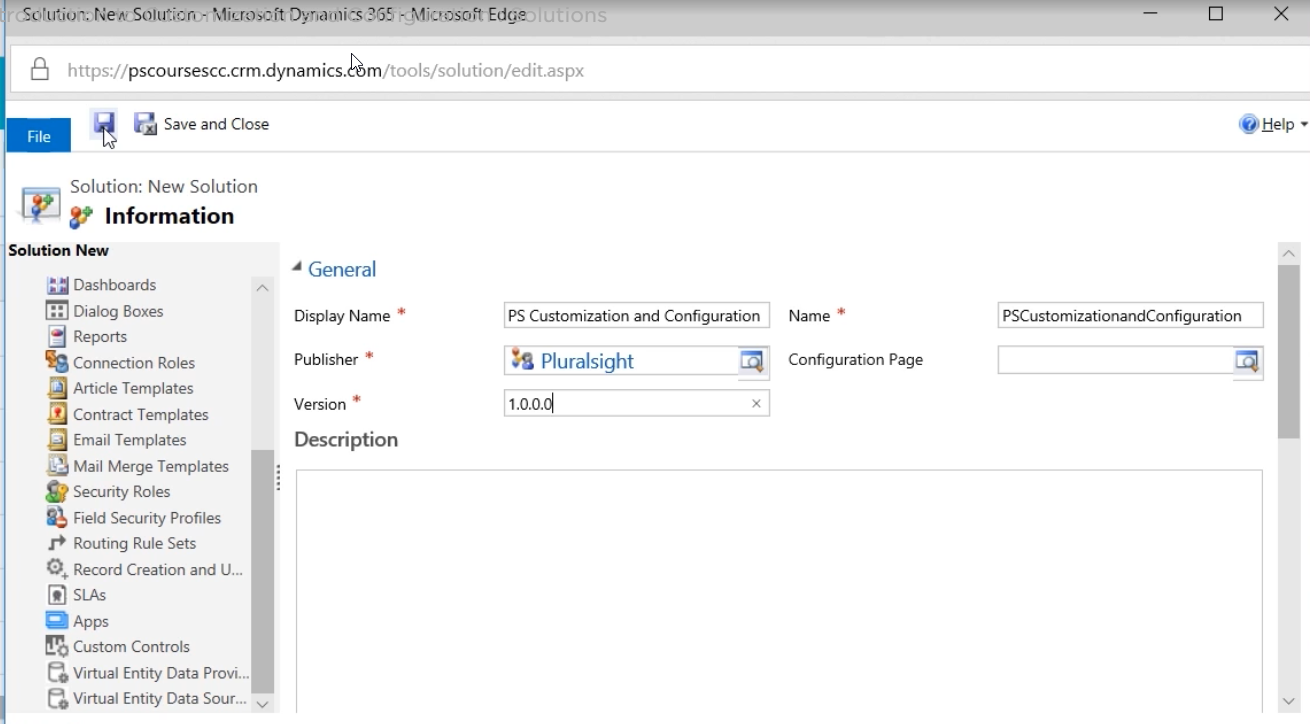 Solution: New Solution - Microsoft Dynamics 365 - Microsoft Edge
https://pscoursescc.crm.dynamics.com/tools/solution/edit.aspx
File
Save and Close
Help
Solution: New Solution
Information
Solution New
Dashboards
Dialog Boxes
Reports
Connection Roles
Article Templates
Contract Templates
Email Templates
Mail Merge Templates
Security Roles
Field Security Profiles
Routing Rule Sets
Record Creation and U...
SLAs
Apps
Custom Controls
Virtual Entity Data Provi...
Virtual Entity Data Sour...
General
Display Name * PS Customization and Configuration Name * PSCustomizationandConfiguration
Publisher * Pluralsight Configuration Page
Version * 1.0.0.0
Description